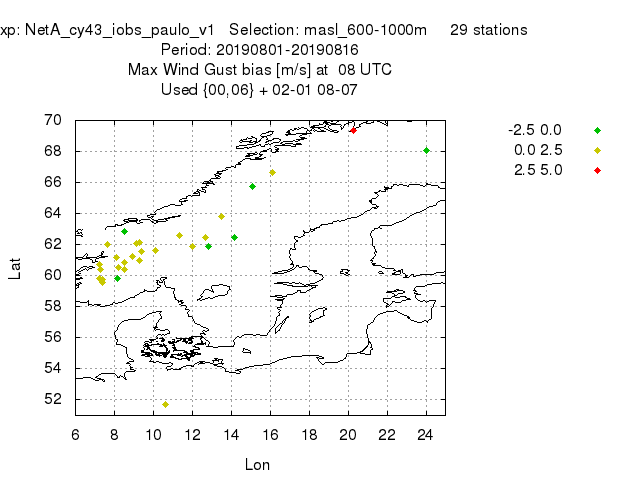 xp: NetA_cy43_iobs_paulo_v1 Selection: masl_600-1000m 29 stations
Period: 20190801-20190816
Max Wind Gust bias [m/s] at 08 UTC
Used {00,06} + 02-01 08-07
-2.5 0.0
0.0 2.5
2.5 5.0
70
68
66
64
62
60
58
56
54
52
Lat
6 8 10 12 14 16 18 20 22 24
Lon